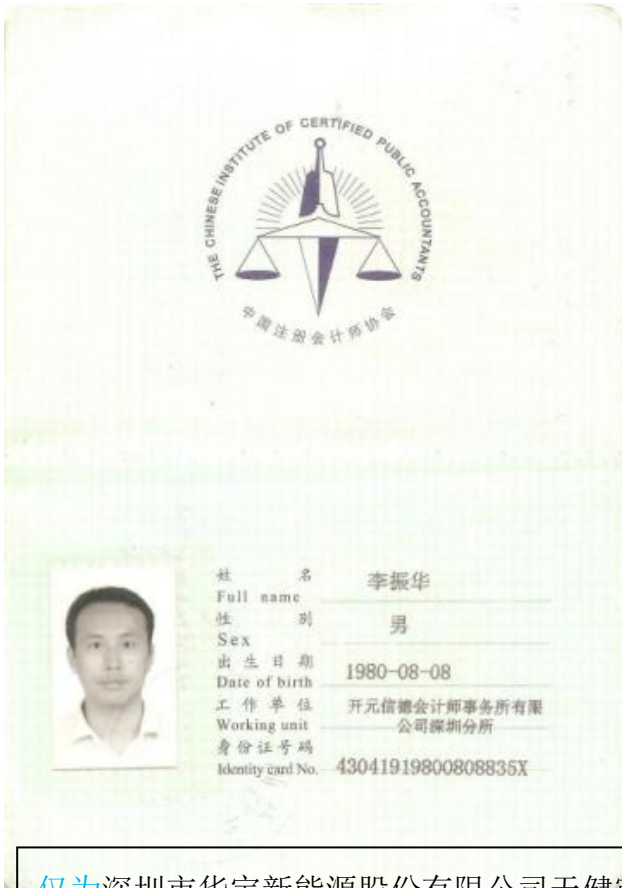 THE CHINESE INSTITUTE OF CERTIFIED PUBLIC ACCOUNTANTS
中国注册会计师协会
姓 名 李振华
Full name
性 别 男
Sex
出生日期 1980-08-08
Date of birth
工作单位 开元信德会计师事务所有限
Working unit 公司深圳分所
身份证号码
Identity card No. 43041919800808835X
仅为深圳市华宝新能源股份有限公司天健